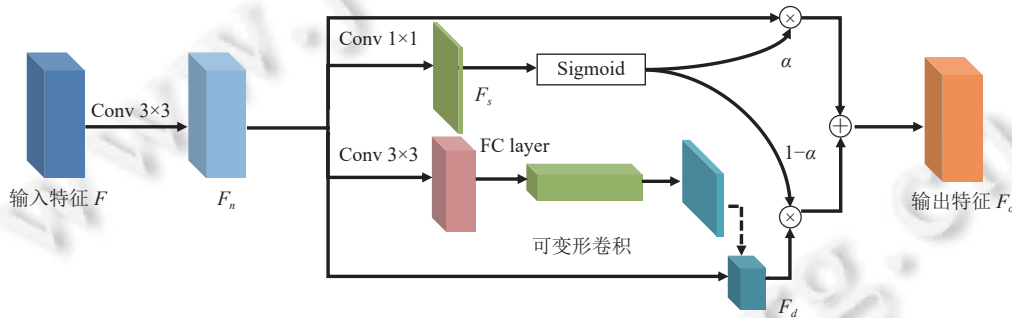 Conv 1×1
α
Sigmoid
F_s
Conv 3×3
Conv 3×3
FC layer
1−α
输入特征 F
F_n
输出特征 F_o
可变形卷积
F_d